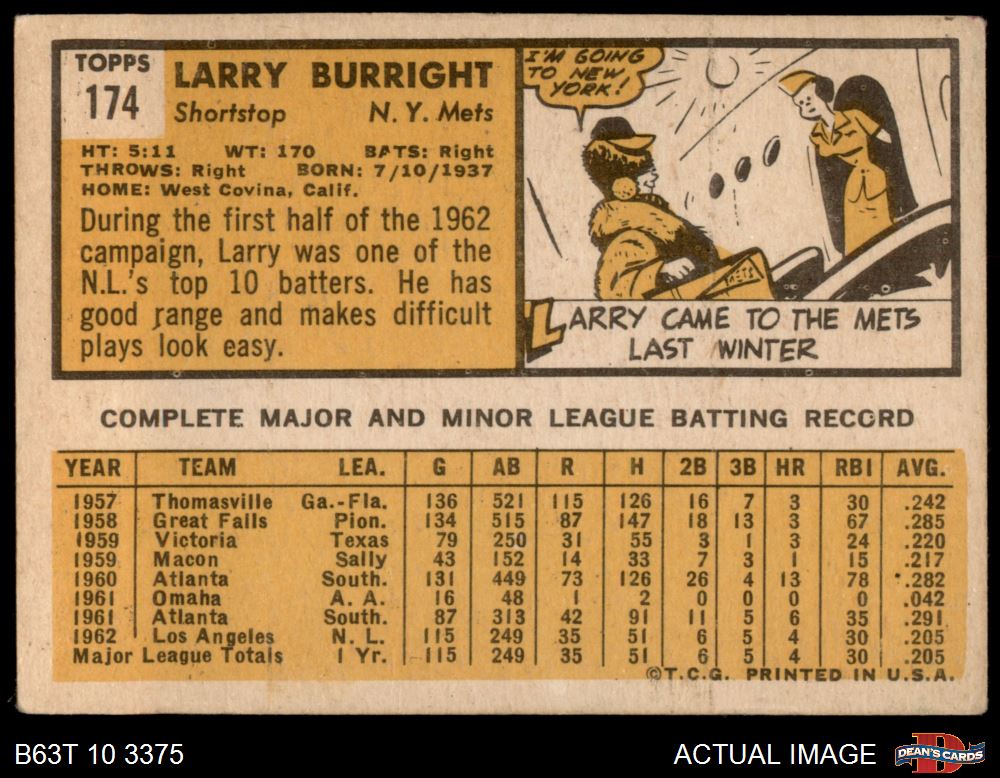 TOPPS
174
LARRY BURRIGHT
Shortstop N. Y. Mets
HT: 5:11 WT: 170 BATS: Right
THROWS: Right BORN: 7/10/1937
HOME: West Covina, Calif.
During the first half of the 1962
campaign, Larry was one of the
N.L.'s top 10 batters. He has
good range and makes difficult
plays look easy.
I'M GOING
TO NEW
YORK!
METS
LARRY CAME TO THE METS
LAST WINTER
COMPLETE MAJOR AND MINOR LEAGUE BATTING RECORD
YEAR TEAM LEA. G AB R H 2B 3B HR RBI AVG.
1957 Thomasville Ga.-Fla. 136 521 115 126 16 7 3 30 .242
1958 Great Falls Pion. 134 515 87 147 18 13 3 67 .285
1959 Victoria Texas 79 250 31 55 3 1 3 24 .220
1959 Macon Sally 43 152 14 33 7 3 1 15 .217
1960 Atlanta South. 131 449 73 126 26 4 13 78 .282
1961 Omaha A. A. 16 48 1 2 0 0 0 0 .042
1961 Atlanta South. 87 313 42 91 11 5 6 35 .291
1962 Los Angeles N. L. 115 249 35 51 6 5 4 30 .205
Major League Totals 1 Yr. 115 249 35 51 6 5 4 30 .205
©T.C.G. PRINTED IN U.S.A.
B63T 10 3375 ACTUAL IMAGE
DEAN'S CARDS